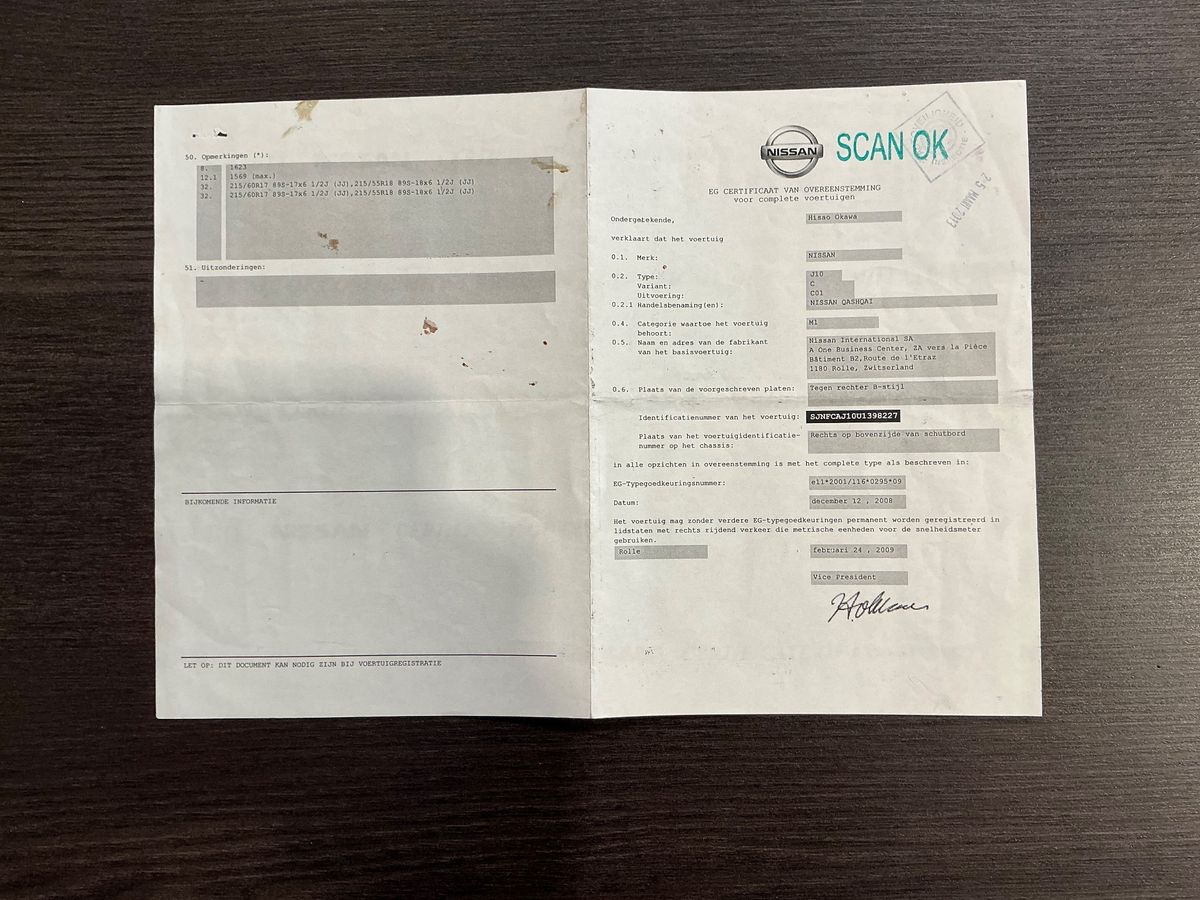 50. Opmerkingen (*):
8. 1623
12.1 1569 (max.)
32. 215/60R17 89S-17x6 1/2J (JJ),215/55R18 89S-18x6 1/2J (JJ)
32. 215/60R17 89S-17x6 1/2J (JJ),215/55R18 89S-18x6 1/2J (JJ)
51. Uitzonderingen:
-
BIJKOMENDE INFORMATIE
LET OP: DIT DOCUMENT KAN NODIG ZIJN BIJ VOERTUIGREGISTRATIE
NISSAN
SCAN OK
EG CERTIFICAAT VAN OVEREENSTEMMING
voor complete voertuigen
Ondergetekende, Hisao Okawa
verklaart dat het voertuig
0.1. Merk: NISSAN
0.2. Type: J10
Variant: C
Uitvoering: C01
0.2.1 Handelsbenaming(en): NISSAN QASHQAI
0.4. Categorie waartoe het voertuig M1
behoort:
0.5. Naam en adres van de fabrikant Nissan International SA
van het basisvoertuig: A One Business Center, ZA vers la Pièce
Bâtiment B2,Route de l'Etraz
1180 Rolle, Zwitserland
0.6. Plaats van de voorgeschreven platen: Tegen rechter B-stijl
Identificatienummer van het voertuig: SJNFCAJ10U1398227
Plaats van het voertuigidentificatie- Rechts op bovenzijde van schutbord
nummer op het chassis:
in alle opzichten in overeenstemming is met het complete type als beschreven in:
EG-Typegoedkeuringsnummer: e11*2001/116*0295*09
Datum: december 12 , 2008
Het voertuig mag zonder verdere EG-typegoedkeuringen permanent worden geregistreerd in
lidstaten met rechts rijdend verkeer die metrische eenheden voor de snelheidsmeter
gebruiken.
Rolle februari 24 , 2009
Vice President